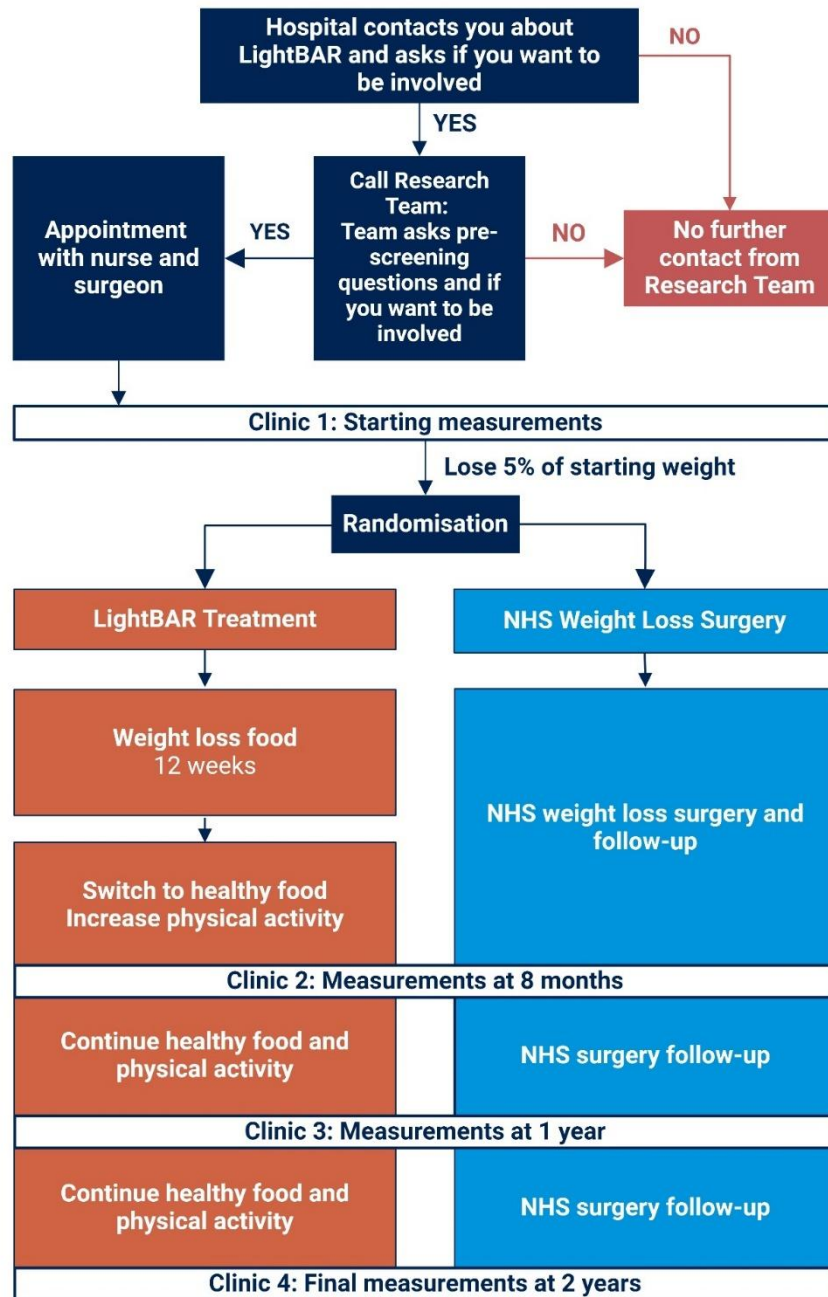 Hospital contacts you about
LightBAR and asks if you want to
be involved
NO
YES
Call Research
Team:
Team asks pre-
screening
questions and if
you want to be
involved
YES
NO
Appointment
with nurse and
surgeon
No further
contact from
Research Team
Clinic 1: Starting measurements
Lose 5% of starting weight
Randomisation
LightBAR Treatment
NHS Weight Loss Surgery
Weight loss food
12 weeks
NHS weight loss surgery and
follow-up
Switch to healthy food
Increase physical activity
Clinic 2: Measurements at 8 months
Continue healthy food and
physical activity
NHS surgery follow-up
Clinic 3: Measurements at 1 year
Continue healthy food and
physical activity
NHS surgery follow-up
Clinic 4: Final measurements at 2 years